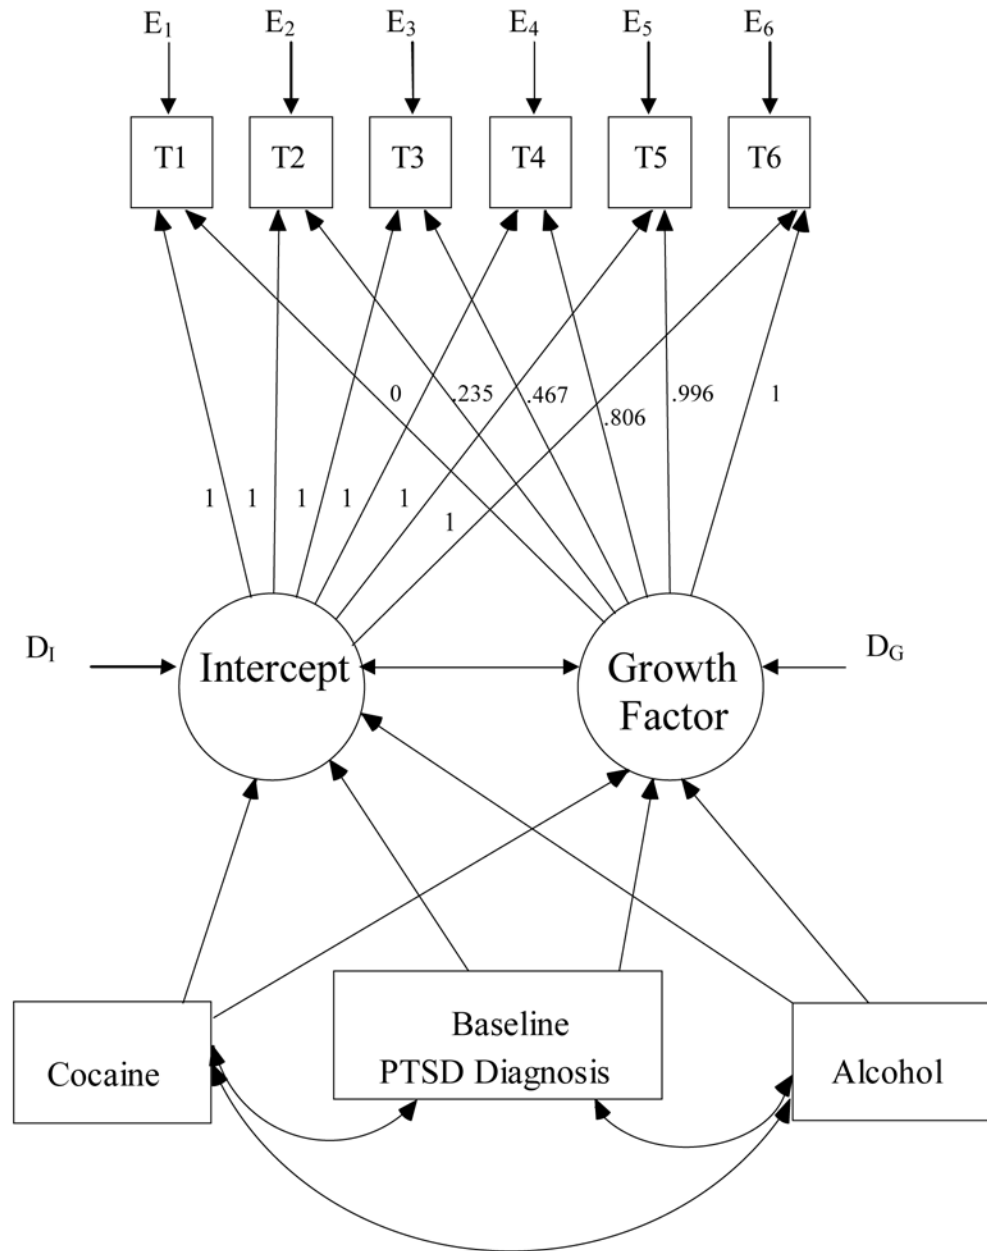 E1 E2 E3 E4 E5 E6
T1 T2 T3 T4 T5 T6
0 .235 .467 .806 .996 1
1 1 1 1 1 1
DI Intercept Growth Factor DG
Cocaine
Baseline
PTSD Diagnosis
Alcohol